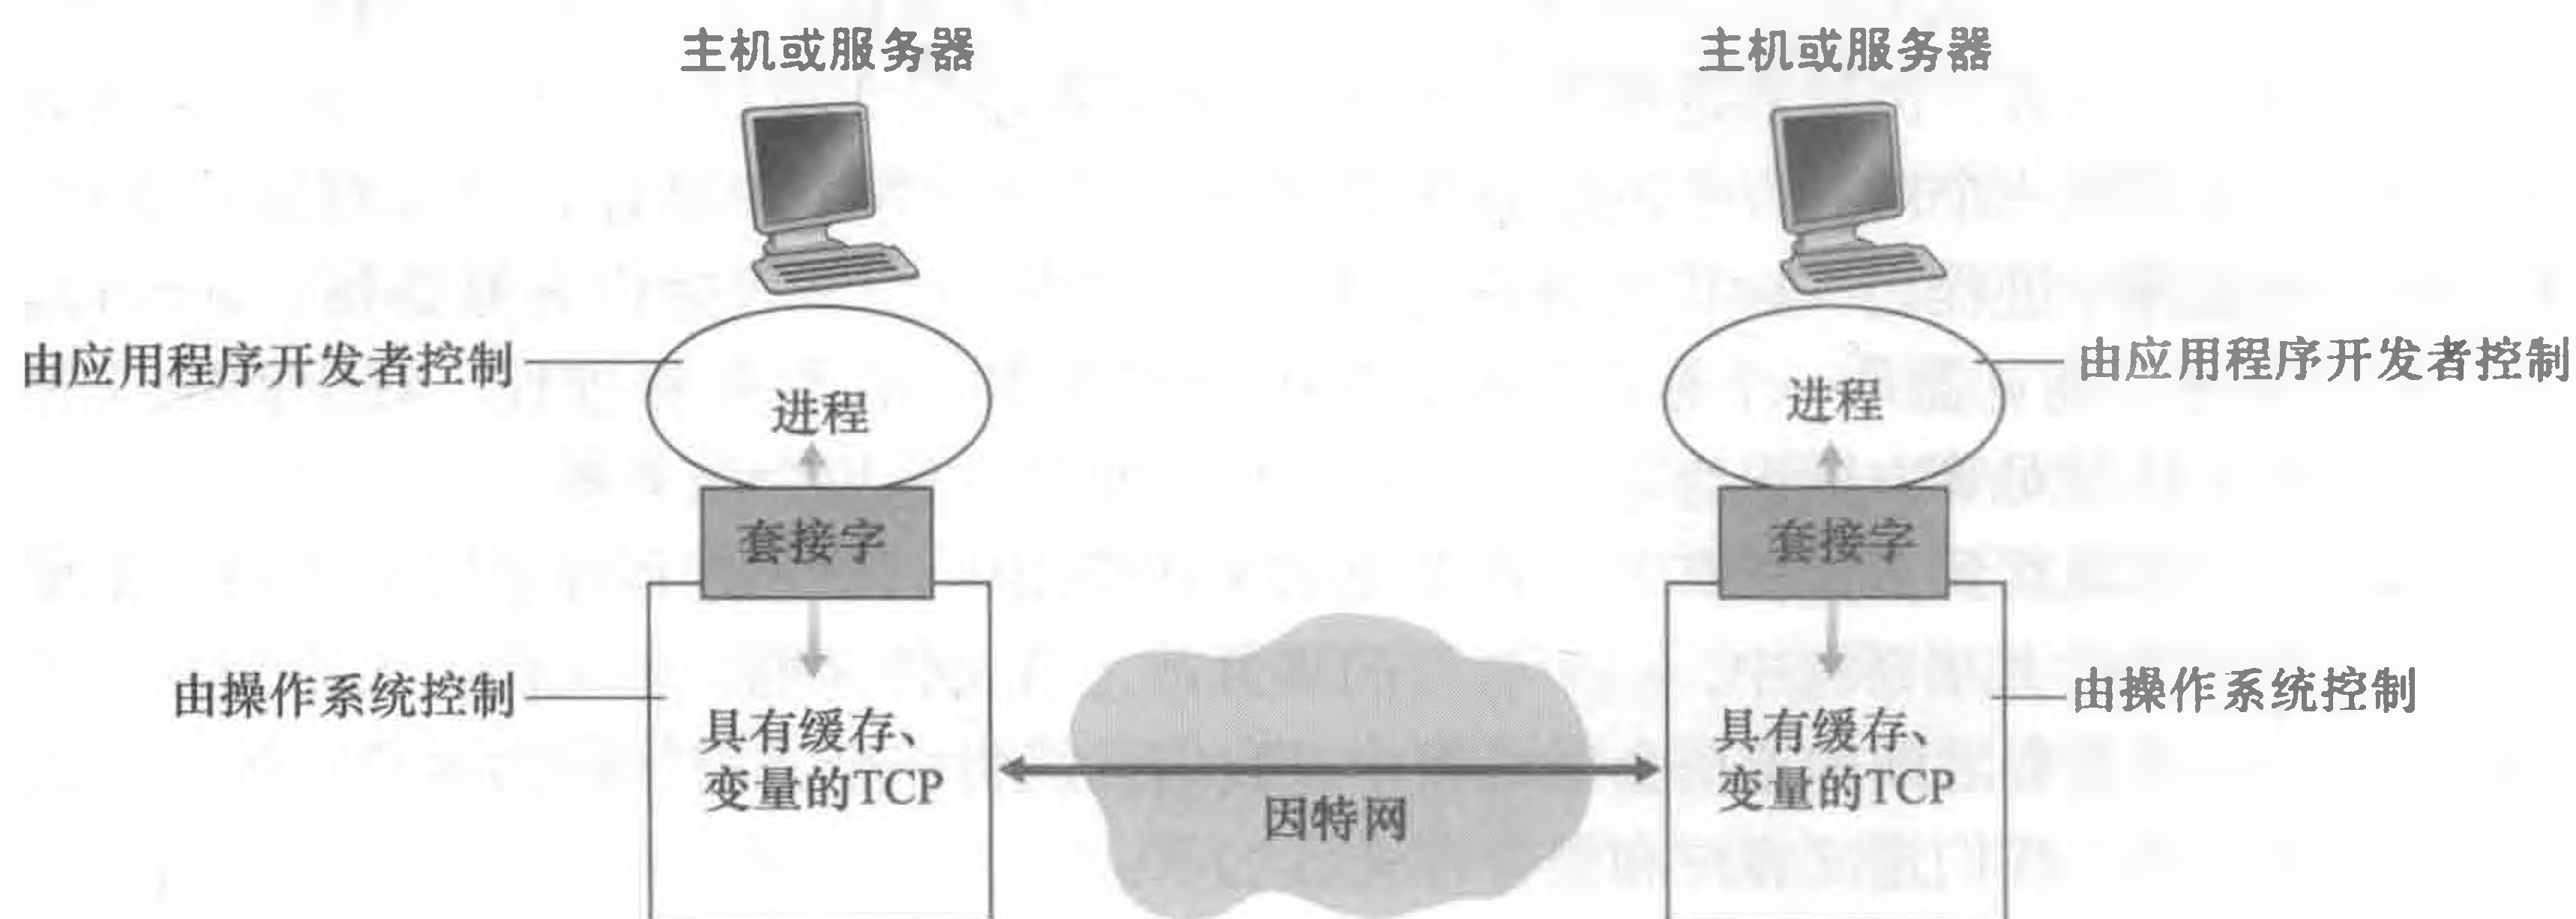 主机或服务器
主机或服务器
由应用程序开发者控制
进程
进程
由应用程序开发者控制
套接字
套接字
由操作系统控制
具有缓存、
变量的TCP
因特网
具有缓存、
变量的TCP
由操作系统控制